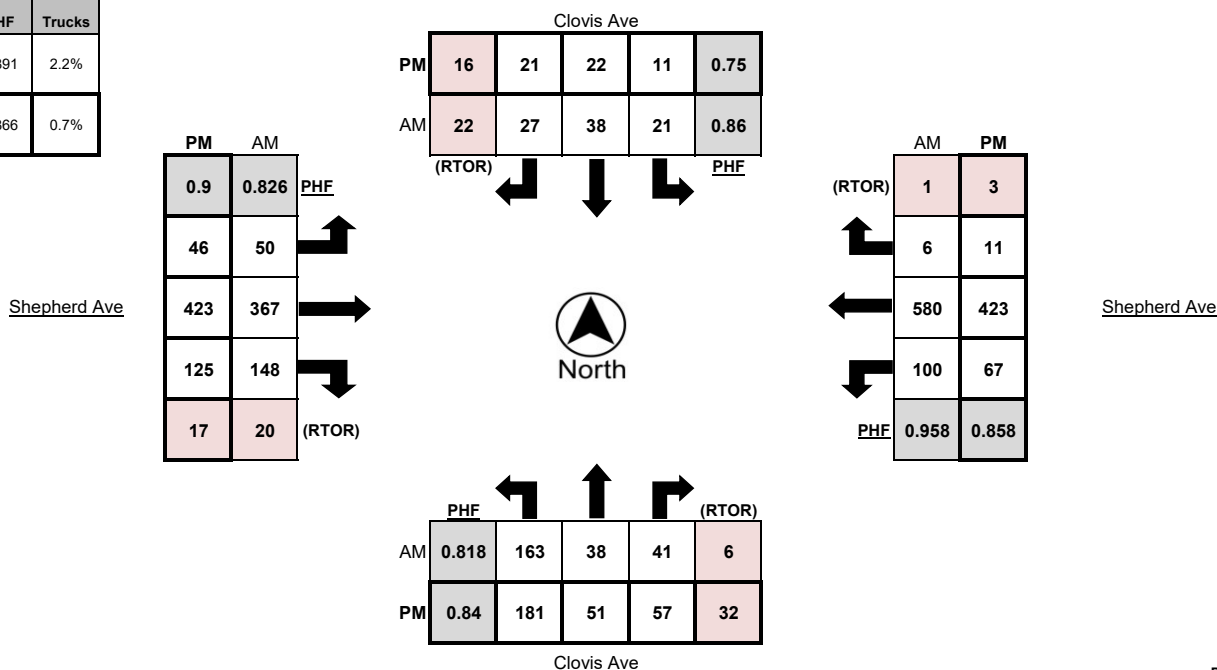 HF Trucks
391 2.2%
366 0.7%
Clovis Ave
PM 16 21 22 11 0.75
AM 22 27 38 21 0.86
(RTOR) PHF
PM AM
0.9 0.826 PHF
46 50
423 367
125 148
17 20 (RTOR)
Shepherd Ave
North
AM PM
(RTOR) 1 3
6 11
580 423
100 67
PHF 0.958 0.858
Shepherd Ave
PHF (RTOR)
AM 0.818 163 38 41 6
PM 0.84 181 51 57 32
Clovis Ave